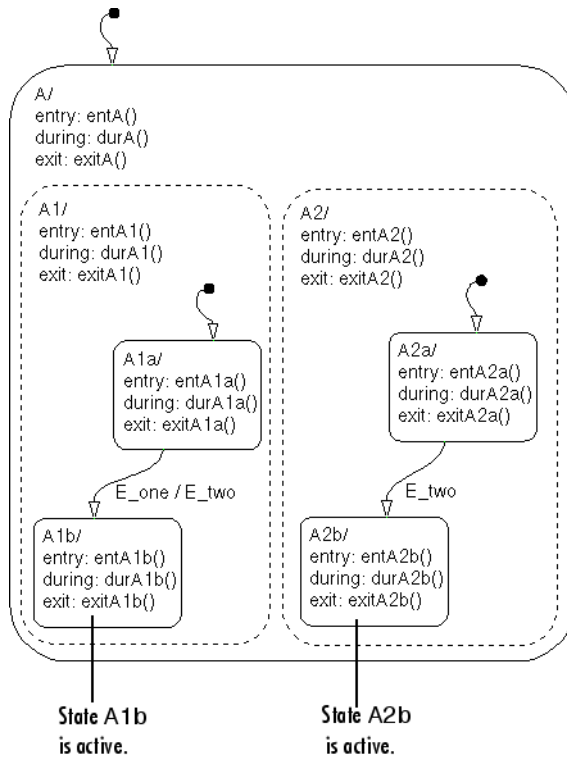 A/
entry: entA()
during: durA()
exit: exitA()
A1/
entry: entA1()
during: durA1()
exit: exitA1()
A1a/
entry: entA1a()
during: durA1a()
exit: exitA1a()
E_one / E_two
A1b/
entry: entA1b()
during: durA1b()
exit: exitA1b()
A2/
entry: entA2()
during: durA2()
exit: exitA2()
A2a/
entry: entA2a()
during: durA2a()
exit: exitA2a()
E_two
A2b/
entry: entA2b()
during: durA2b()
exit: exitA2b()
State A1b
is active.
State A2b
is active.